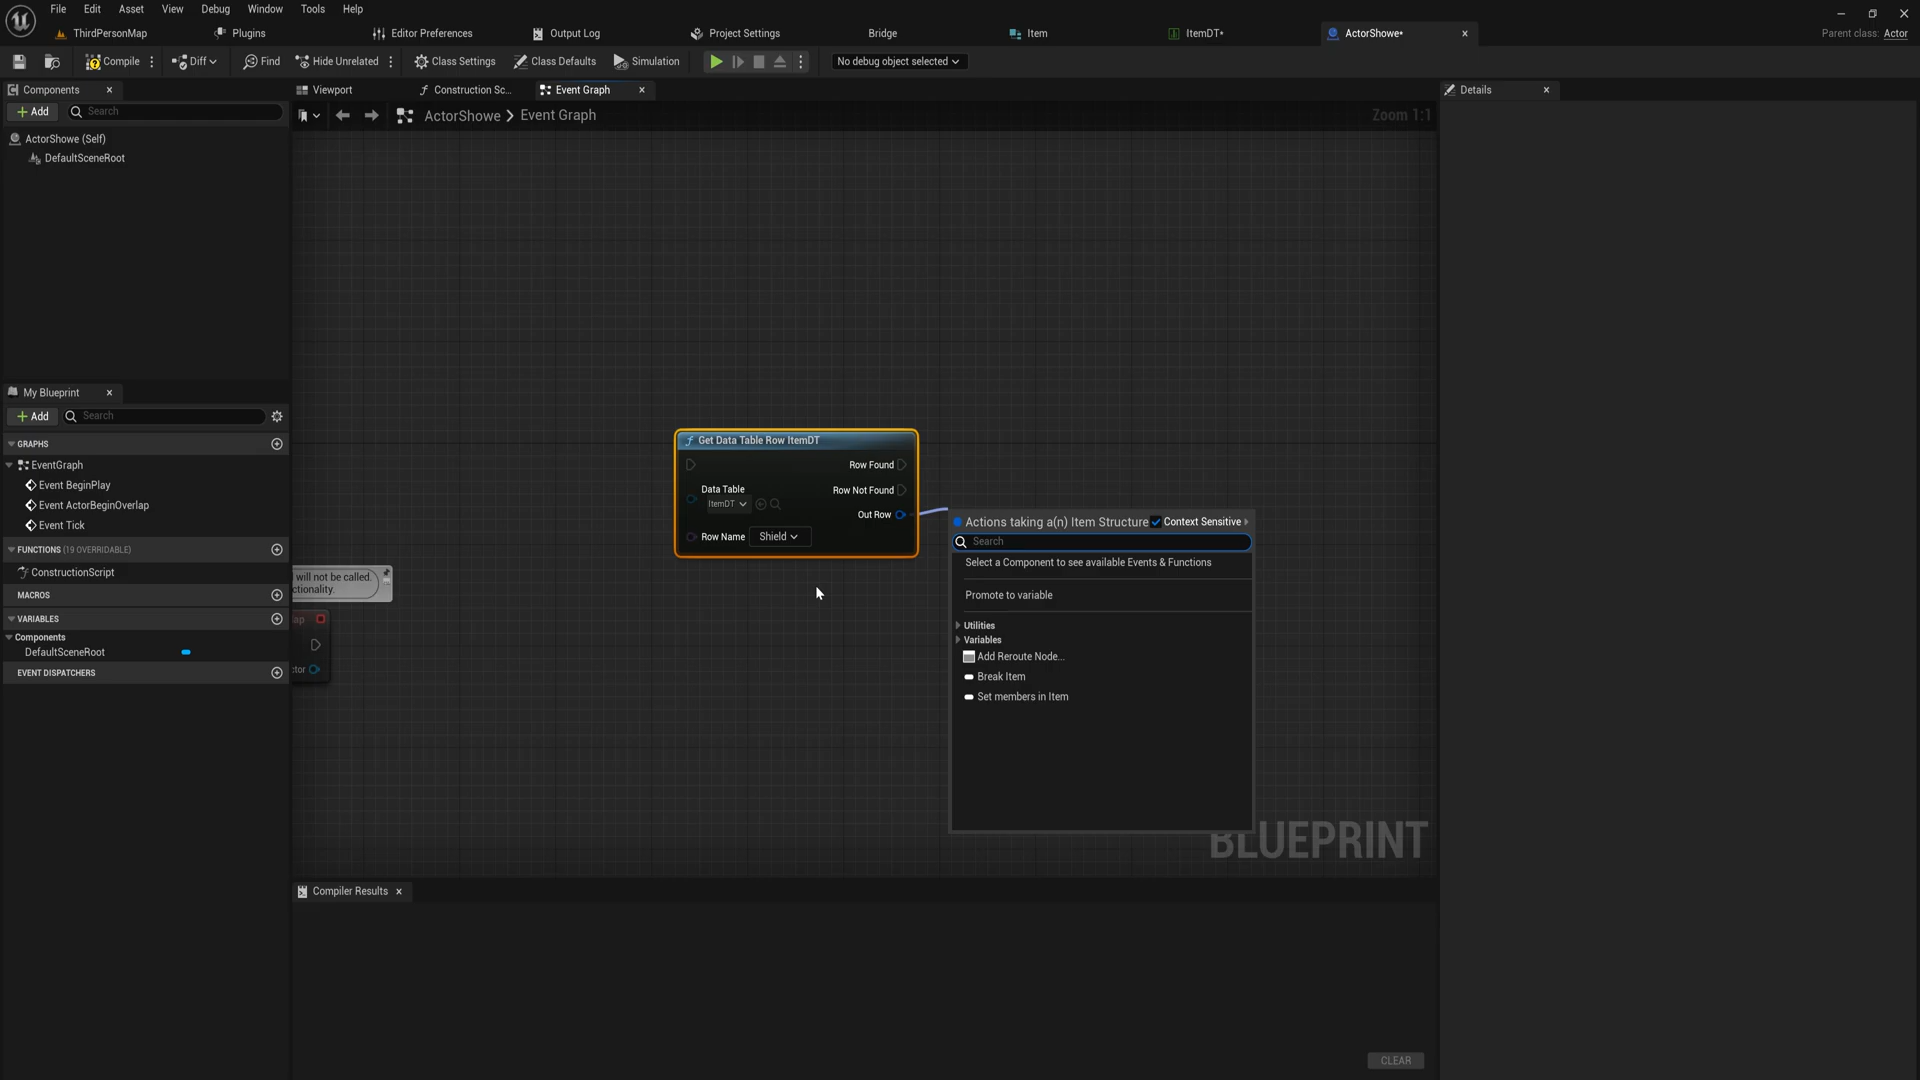 File Edit Asset View Debug Window Tools Help
ThirdPersonMap
Plugins
Editor Preferences
Output Log
Project Settings
Bridge
Item
ItemDT*
ActorShowe*
Parent class: Actor
Compile
Diff
Find
Hide Unrelated
Class Settings
Class Defaults
Simulation
No debug object selected
Components
Add
Search
ActorShowe (Self)
DefaultSceneRoot
My Blueprint
Add
Search
GRAPHS
EventGraph
Event BeginPlay
Event ActorBeginOverlap
Event Tick
FUNCTIONS (19 OVERRIDABLE)
ConstructionScript
MACROS
VARIABLES
Components
DefaultSceneRoot
EVENT DISPATCHERS
Viewport
Construction Sc...
Event Graph
ActorShowe > Event Graph
Zoom 1:1
will not be called.
ctionality.
ap
tor
Get Data Table Row ItemDT
Row Found
Data Table
ItemDT
Row Not Found
Out Row
Row Name
Shield
Actions taking a(n) Item Structure
Context Sensitive
Search
Select a Component to see available Events & Functions
Promote to variable
Utilities
Variables
Add Reroute Node...
Break Item
Set members in Item
BLUEPRINT
Compiler Results
CLEAR
Details